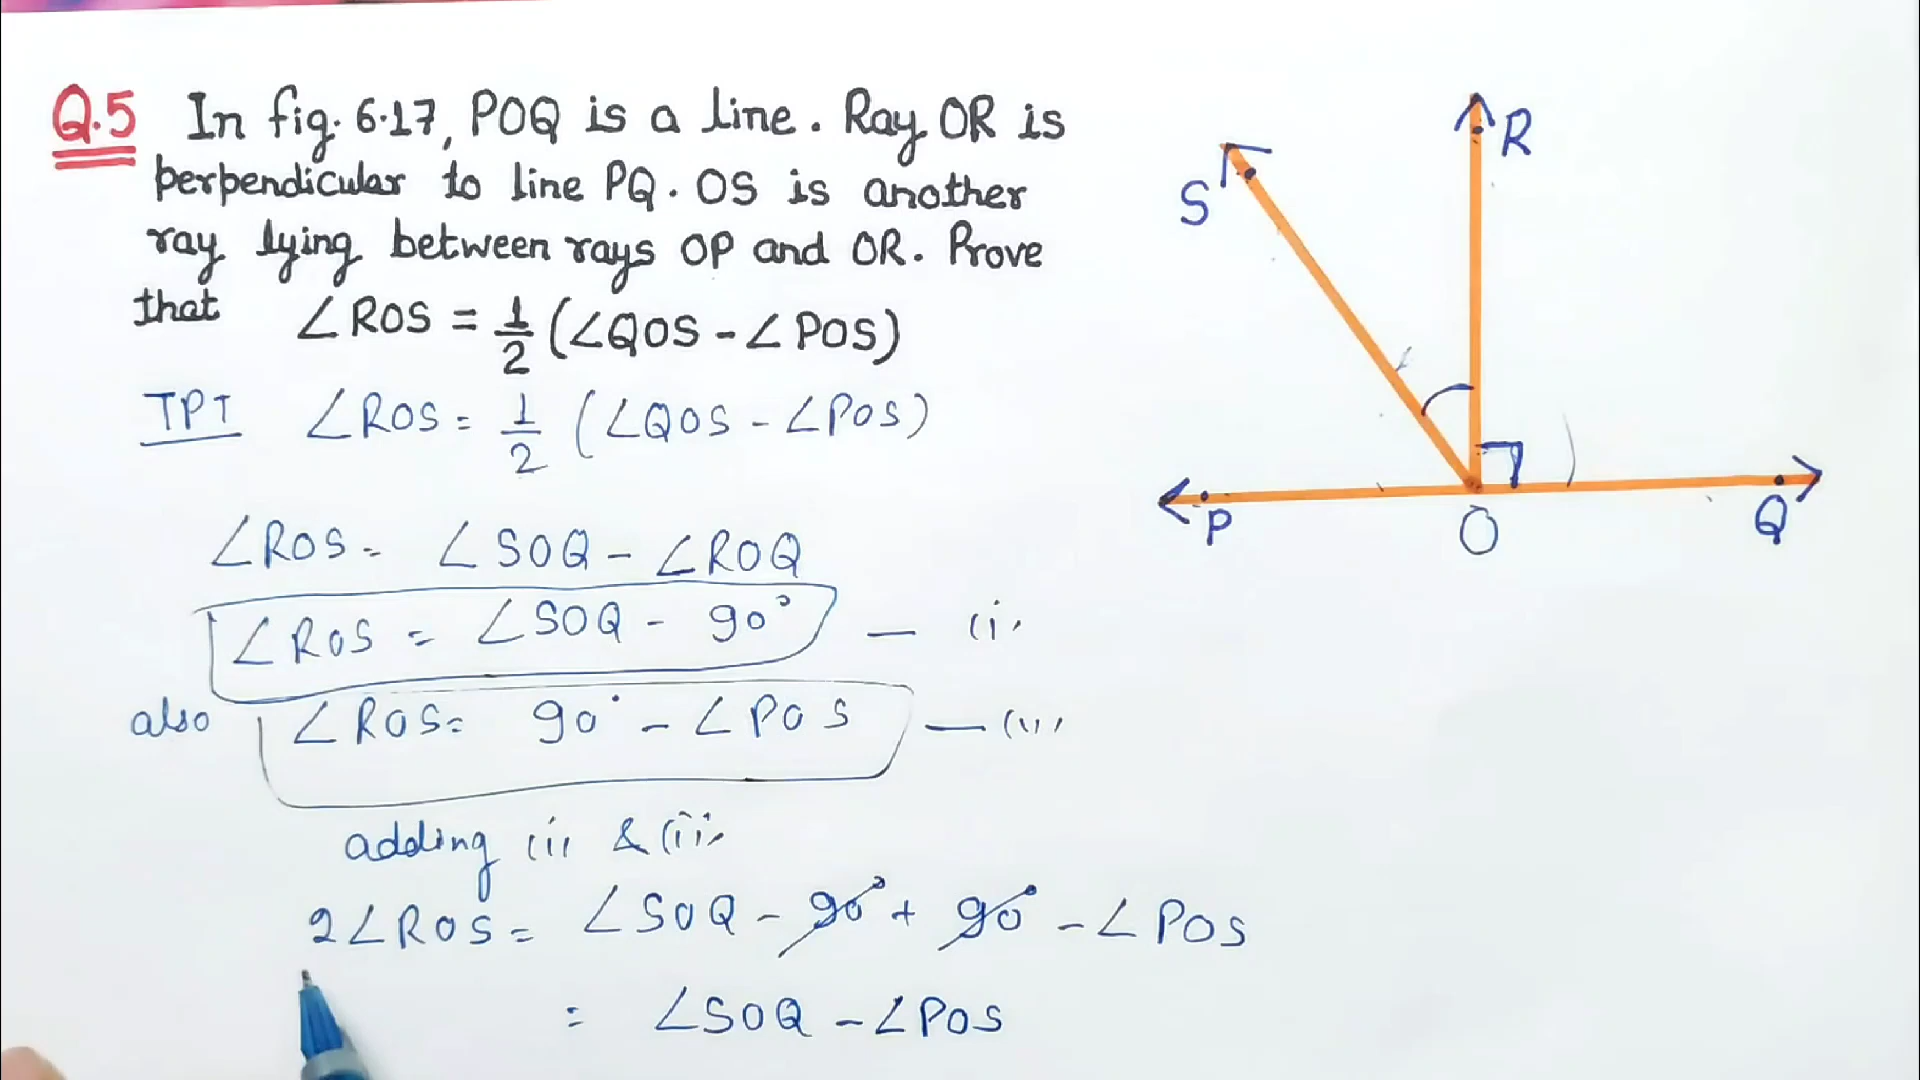 Q.5 In fig. 6.17, POQ is a line. Ray OR is
perpendicular to line PQ. OS is another
ray lying between rays OP and OR. Prove
that ∠ROS = 1/2 (∠QOS - ∠POS)
TPT ∠ROS = 1/2 (∠QOS - ∠POS)
∠ROS = ∠SOQ - ∠ROQ
∠ROS = ∠SOQ - 90° — (i)
also ∠ROS = 90° - ∠POS — (ii)
adding (i) & (ii)
2∠ROS = ∠SOQ - 90° + 90° - ∠POS
= ∠SOQ - ∠POS
R
S
P
O
Q